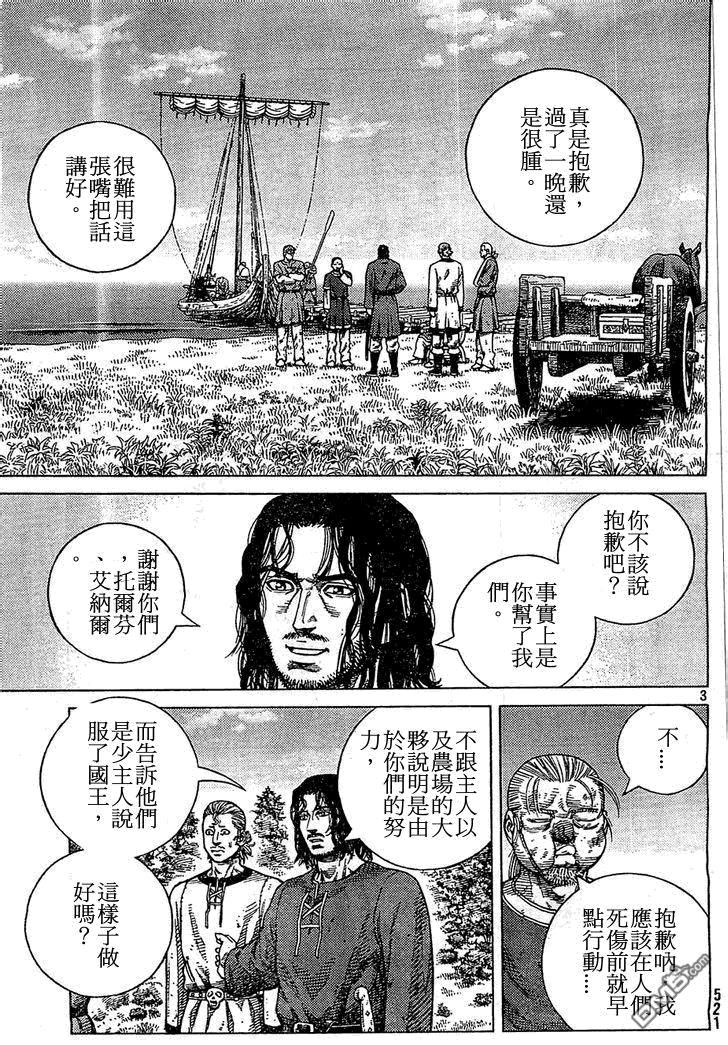 真是抱歉，
過了一晚還
是很腫。
很難用這
張嘴把話
講好。
你不該說
抱歉吧？
事實上是
你幫了我
們。
謝謝你們
，托爾芬
、艾納爾
。
3
不……
抱歉吶，我
應該在人們
死傷前就早
點行動……
不跟主人以
及農場的大
夥說明是由
於你們的努
力，
而告訴他們
是少主人說
服了國王，
這樣子做
好嗎？
521